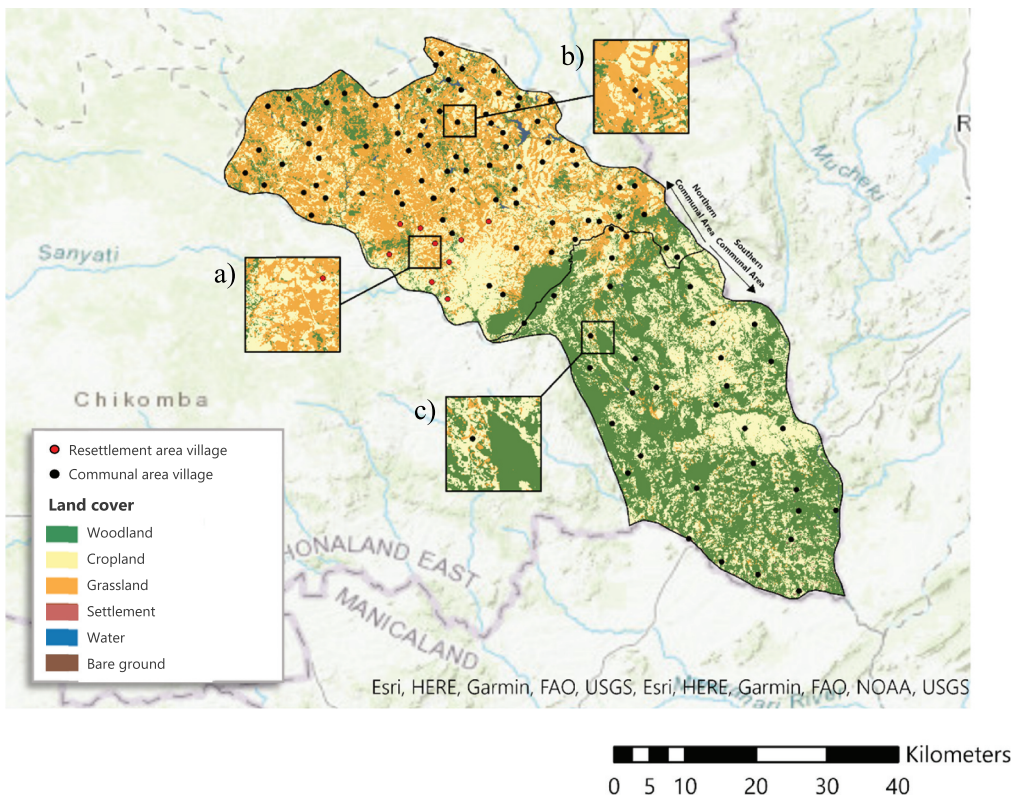 b)
R
Mucheki
Northern
Communal Area
Southern
Communal Area
Sanyati
a)
Chikomba
c)
Resettlement area village
Communal area village
Land cover
Woodland
Cropland
Grassland
Settlement
Water
Bare ground
HONALAND EAST
MANICALAND
Esri, HERE, Garmin, FAO, USGS, Esri, HERE, Garmin, FAO, NOAA, USGS
Kilometers
0 5 10 20 30 40